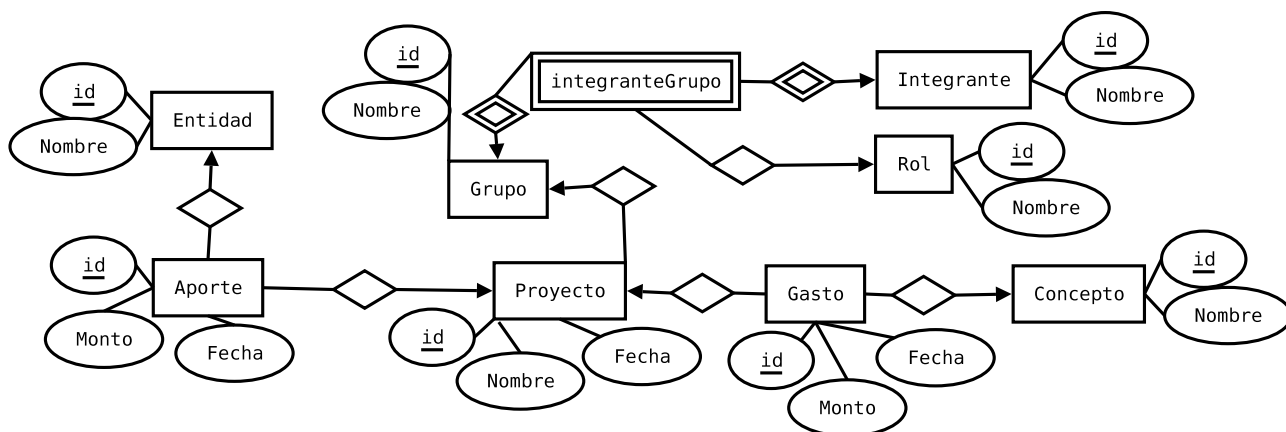 id
Nombre
Entidad
id
Nombre
Grupo
integranteGrupo
Integrante
id
Nombre
Rol
id
Nombre
id
Aporte
Monto
Fecha
Proyecto
id
Nombre
Fecha
Gasto
id
Monto
Fecha
Concepto
id
Nombre